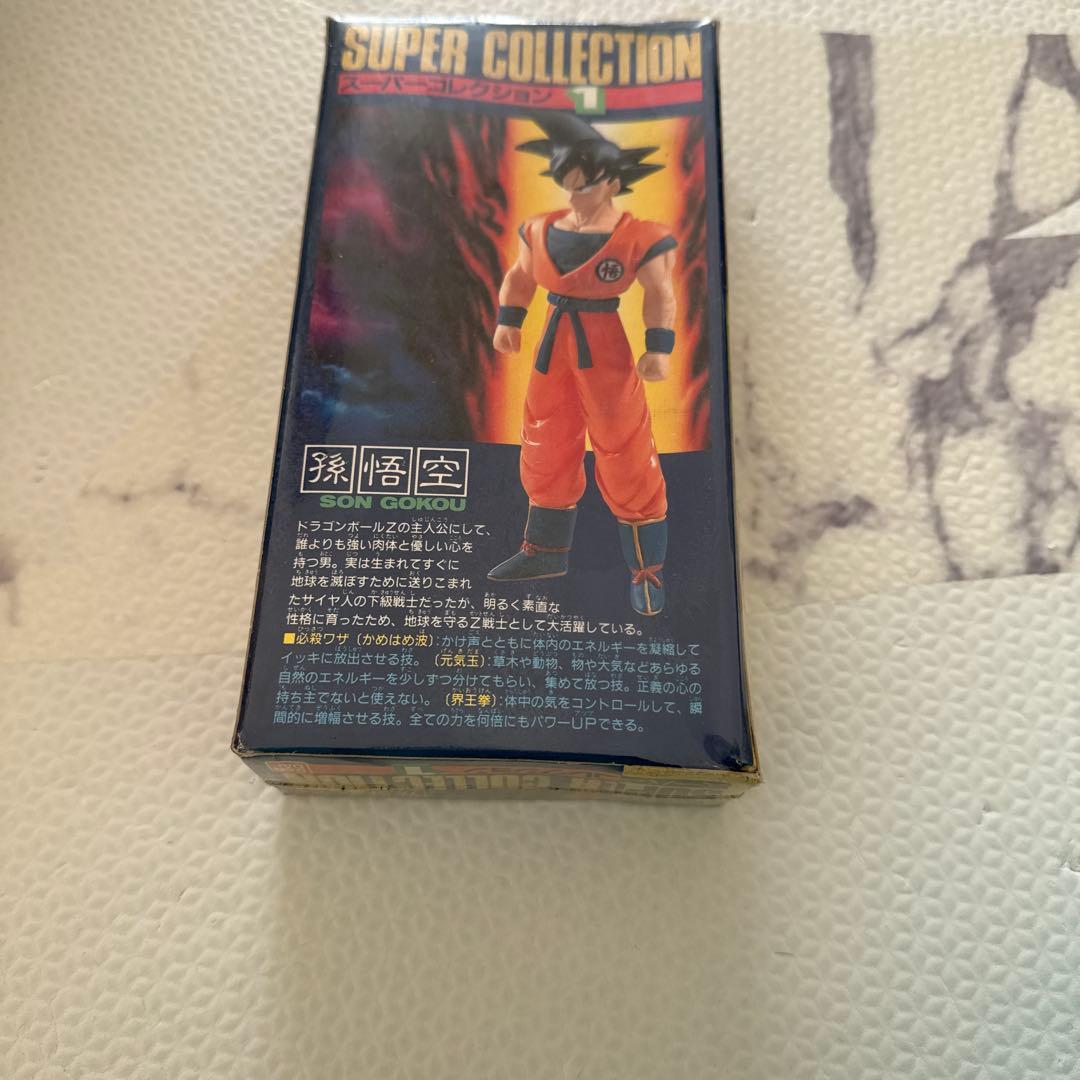 SUPER COLLECTION
スーパーコレクション 1
悟
孫悟空
SON GOKOU
ドラゴンボールZの主人公にして、
誰よりも強い肉体と優しい心を
持つ男。実は生まれてすぐに
地球を滅ぼすために送りこまれ
たサイヤ人の下級戦士だったが、明るく素直な
性格に育ったため、地球を守るZ戦士として大活躍している。
■必殺ワザ〔かめはめ波〕:かけ声とともに体内のエネルギーを凝縮して
イッキに放出させる技。〔元気玉〕:草木や動物、物や大気などあらゆる
自然のエネルギーを少しずつ分けてもらい、集めて放つ技。正義の心の
持ち主でないと使えない。〔界王拳〕:体中の気をコントロールして、瞬
間的に増幅させる技。全ての力を何倍にもパワーUPできる。